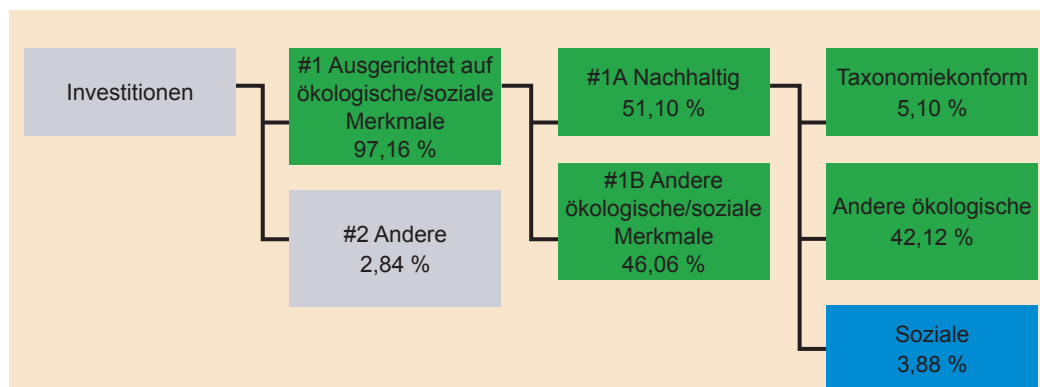 Investitionen
#1 Ausgerichtet auf
ökologische/soziale
Merkmale
97,16 %
#2 Andere
2,84 %
#1A Nachhaltig
51,10 %
#1B Andere
ökologische/soziale
Merkmale
46,06 %
Taxonomiekonform
5,10 %
Andere ökologische
42,12 %
Soziale
3,88 %